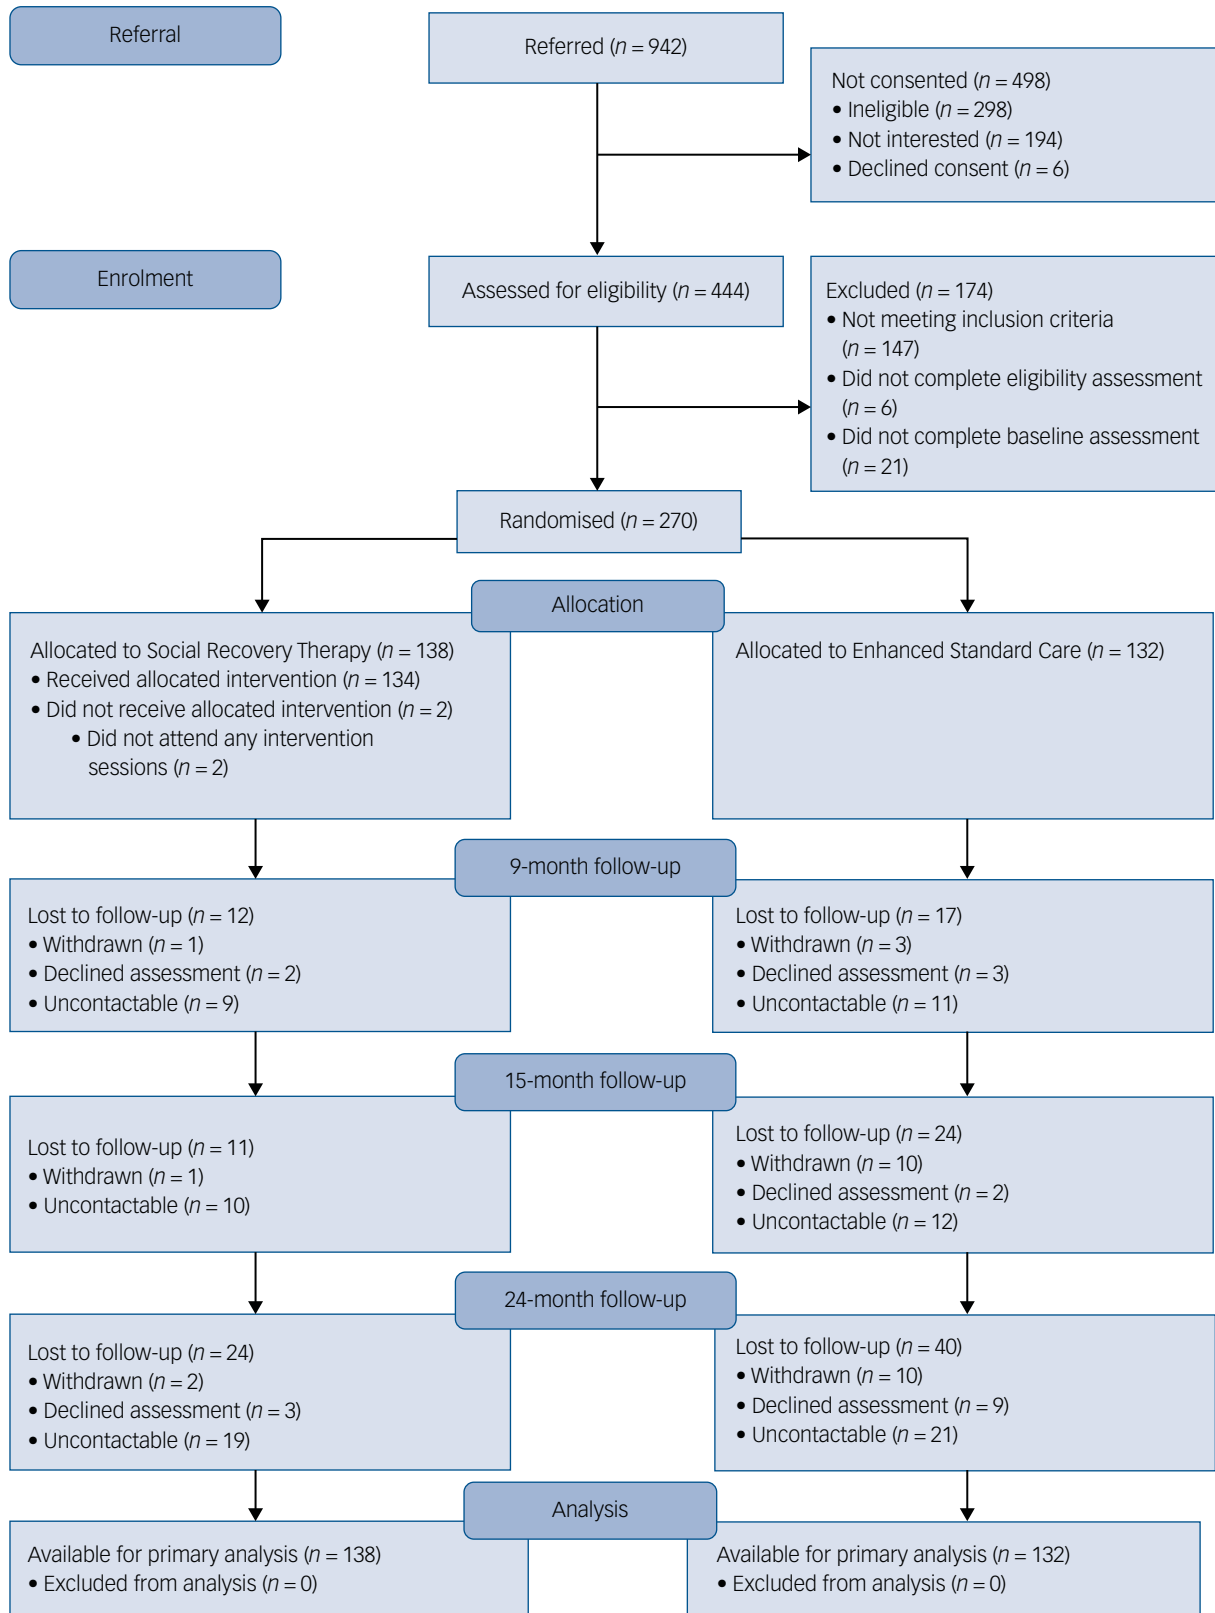 Referral
Referred (n = 942)
Not consented (n = 498)
• Ineligible (n = 298)
• Not interested (n = 194)
• Declined consent (n = 6)
Enrolment
Assessed for eligibility (n = 444)
Excluded (n = 174)
• Not meeting inclusion criteria
(n = 147)
• Did not complete eligibility assessment
(n = 6)
• Did not complete baseline assessment
(n = 21)
Randomised (n = 270)
Allocation
Allocated to Social Recovery Therapy (n = 138)
• Received allocated intervention (n = 134)
• Did not receive allocated intervention (n = 2)
• Did not attend any intervention
sessions (n = 2)
Allocated to Enhanced Standard Care (n = 132)
9-month follow-up
Lost to follow-up (n = 12)
• Withdrawn (n = 1)
• Declined assessment (n = 2)
• Uncontactable (n = 9)
Lost to follow-up (n = 17)
• Withdrawn (n = 3)
• Declined assessment (n = 3)
• Uncontactable (n = 11)
15-month follow-up
Lost to follow-up (n = 11)
• Withdrawn (n = 1)
• Uncontactable (n = 10)
Lost to follow-up (n = 24)
• Withdrawn (n = 10)
• Declined assessment (n = 2)
• Uncontactable (n = 12)
24-month follow-up
Lost to follow-up (n = 24)
• Withdrawn (n = 2)
• Declined assessment (n = 3)
• Uncontactable (n = 19)
Lost to follow-up (n = 40)
• Withdrawn (n = 10)
• Declined assessment (n = 9)
• Uncontactable (n = 21)
Analysis
Available for primary analysis (n = 138)
• Excluded from analysis (n = 0)
Available for primary analysis (n = 132)
• Excluded from analysis (n = 0)